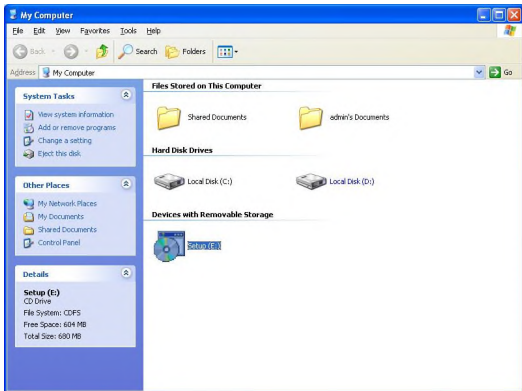 My Computer
File Edit View Favorites Tools Help
Back Search Folders
Address My Computer Go
System Tasks
View system information
Add or remove programs
Change a setting
Eject this disk
Other Places
My Network Places
My Documents
Shared Documents
Control Panel
Details
Setup (E:)
CD Drive
File System: CDFS
Free Space: 604 MB
Total Size: 680 MB
Files Stored on This Computer
Shared Documents admin's Documents
Hard Disk Drives
Local Disk (C:) Local Disk (D:)
Devices with Removable Storage
Setup (E:)